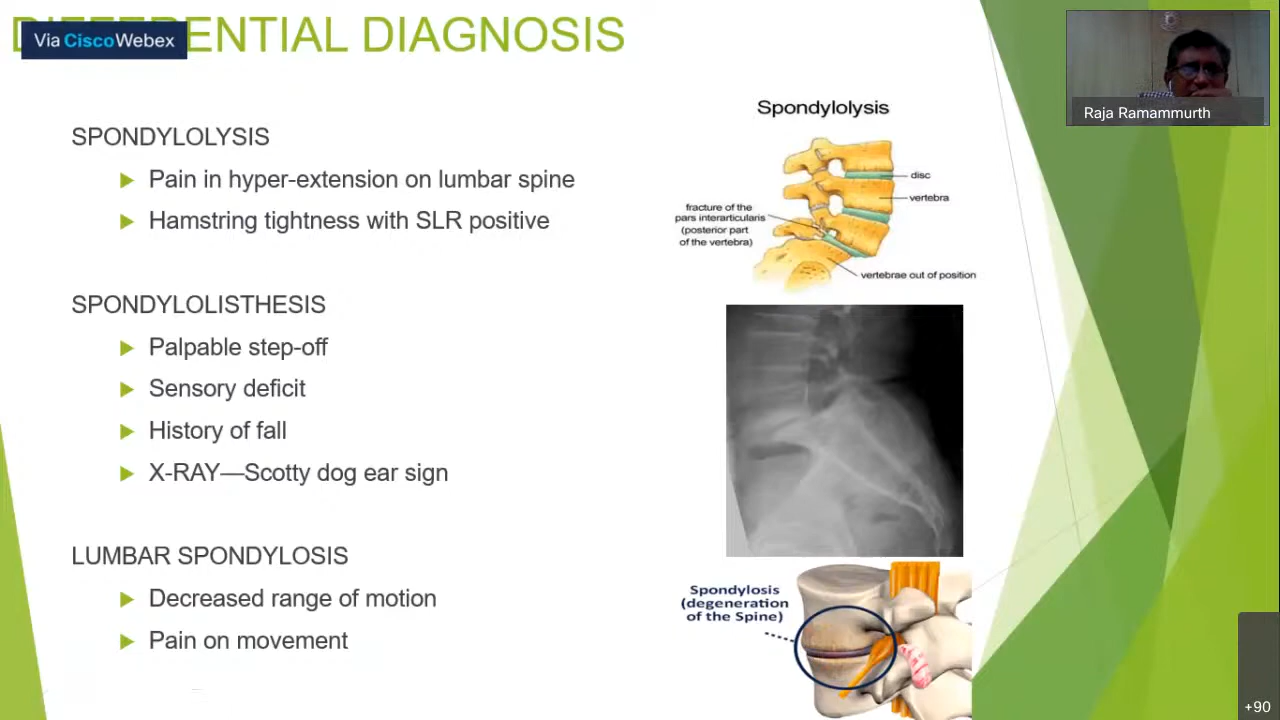 D ENTIAL DIAGNOSIS
Via CiscoWebex
Raja Ramammurth
SPONDYLOLYSIS
Pain in hyper-extension on lumbar spine
Hamstring tightness with SLR positive
SPONDYLOLISTHESIS
Palpable step-off
Sensory deficit
History of fall
X-RAY—Scotty dog ear sign
LUMBAR SPONDYLOSIS
Decreased range of motion
Pain on movement
Spondylolysis
disc
vertebra
fracture of the
pars interarticularis
(posterior part
of the vertebra)
vertebrae out of position
Spondylosis
(degeneration
of the Spine)
+90